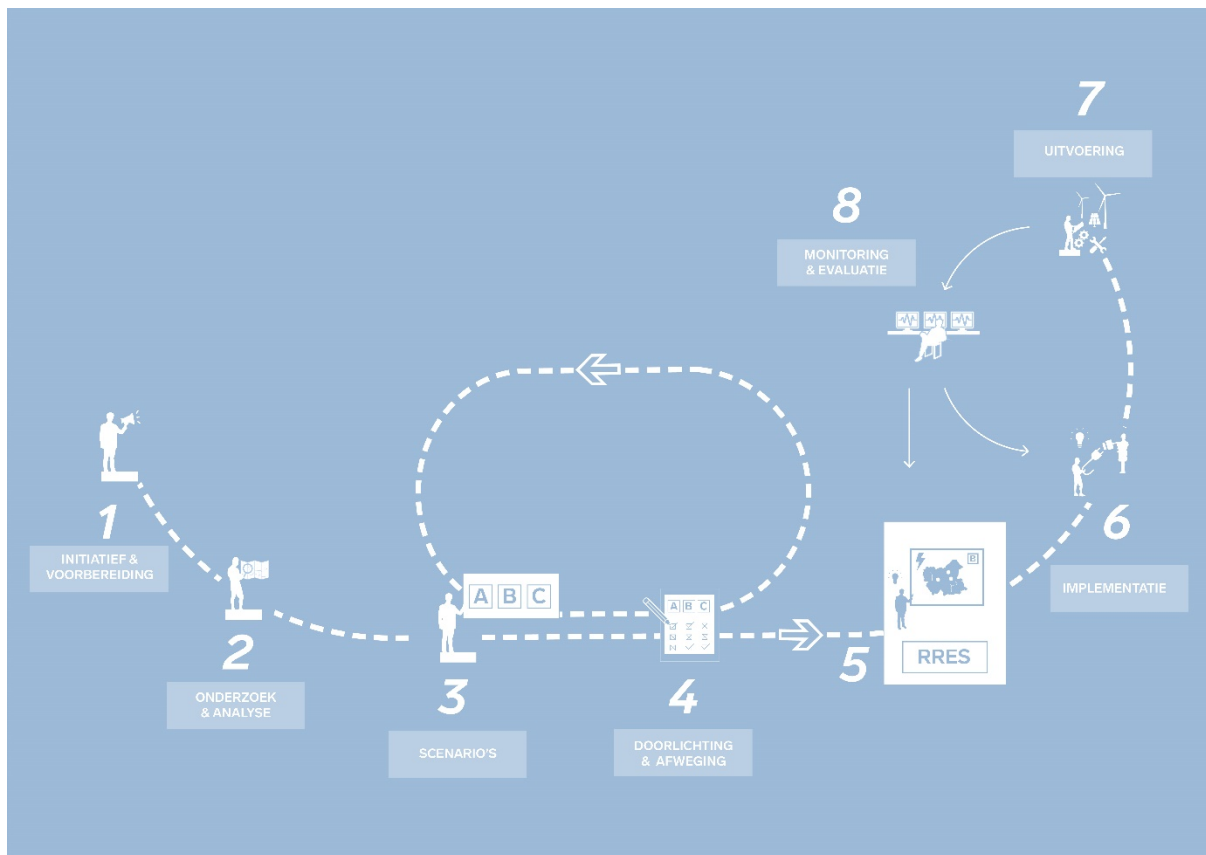 1
INITIATIEF &
VOORBEREIDING
2
ONDERZOEK
& ANALYSE
A B C
3
SCENARIO'S
A B C
4
DOORLICHTING
& AFWEGING
5
B
RRES
6
IMPLEMENTATIE
7
UITVOERING
8
MONITORING
& EVALUATIE